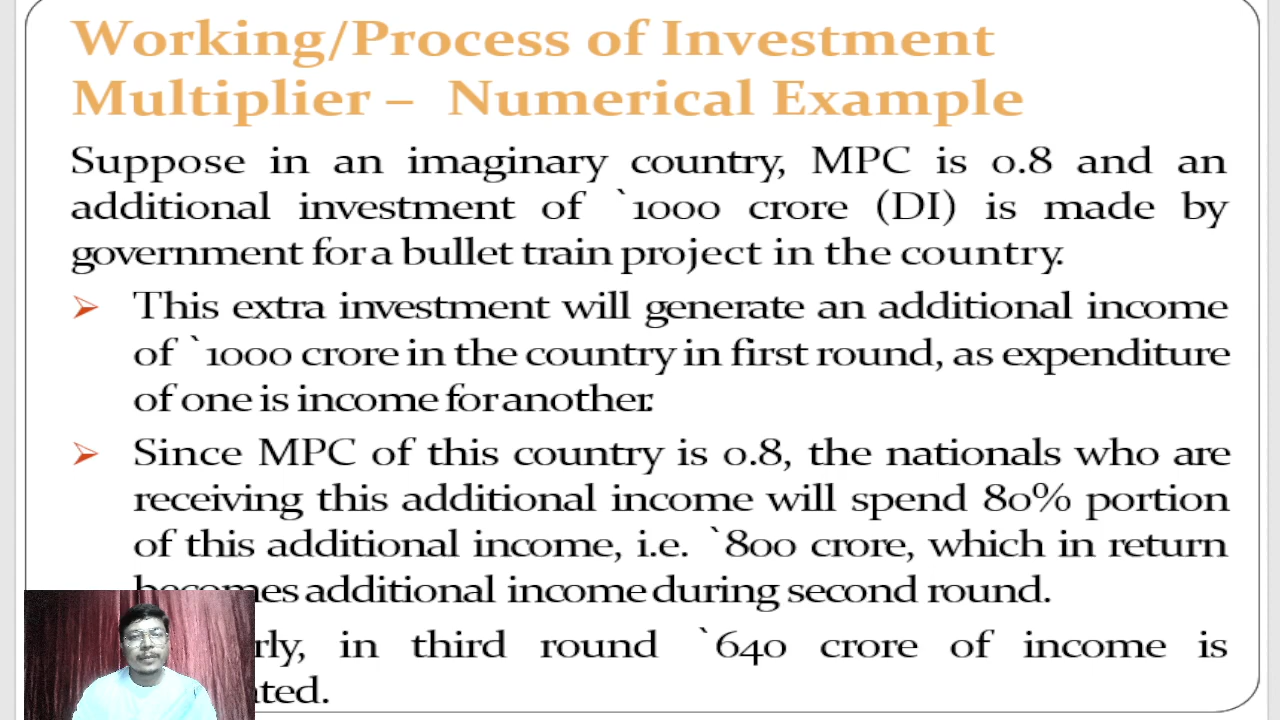 Working/Process of Investment
Multiplier – Numerical Example
Suppose in an imaginary country, MPC is 0.8 and an
additional investment of `1000 crore (DI) is made by
government for a bullet train project in the country.
This extra investment will generate an additional income
of `1000 crore in the country in first round, as expenditure
of one is income for another.
Since MPC of this country is 0.8, the nationals who are
receiving this additional income will spend 80% portion
of this additional income, i.e. `800 crore, which in return
becomes additional income during second round.
in third round `640 crore of income is